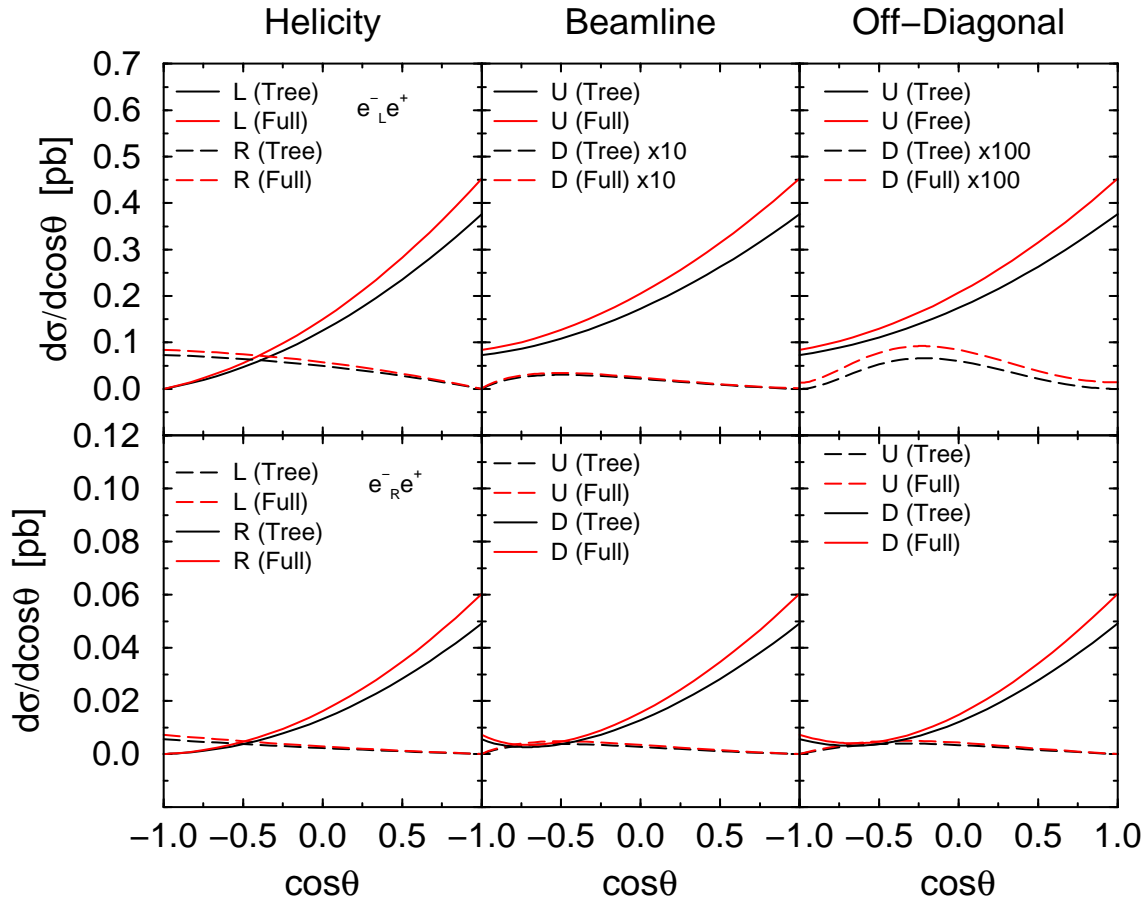 Helicity Beamline Off−Diagonal
0.7
0.6
0.5
0.4
0.3
0.2
0.1
0.0
dσ/dcosθ [pb]
L (Tree)
L (Full)
R (Tree)
R (Full)
e⁻Le⁺
U (Tree)
U (Full)
D (Tree) x10
D (Full) x10
U (Tree)
U (Free)
D (Tree) x100
D (Full) x100
0.12
0.10
0.08
0.06
0.04
0.02
0.0
dσ/dcosθ [pb]
L (Tree)
L (Full)
R (Tree)
R (Full)
e⁻Re⁺
U (Tree)
U (Full)
D (Tree)
D (Full)
U (Tree)
U (Full)
D (Tree)
D (Full)
−1.0 −0.5 0.0 0.5 −1.0 −0.5 0.0 0.5 −1.0 −0.5 0.0 0.5 1.0
cosθ cosθ cosθ